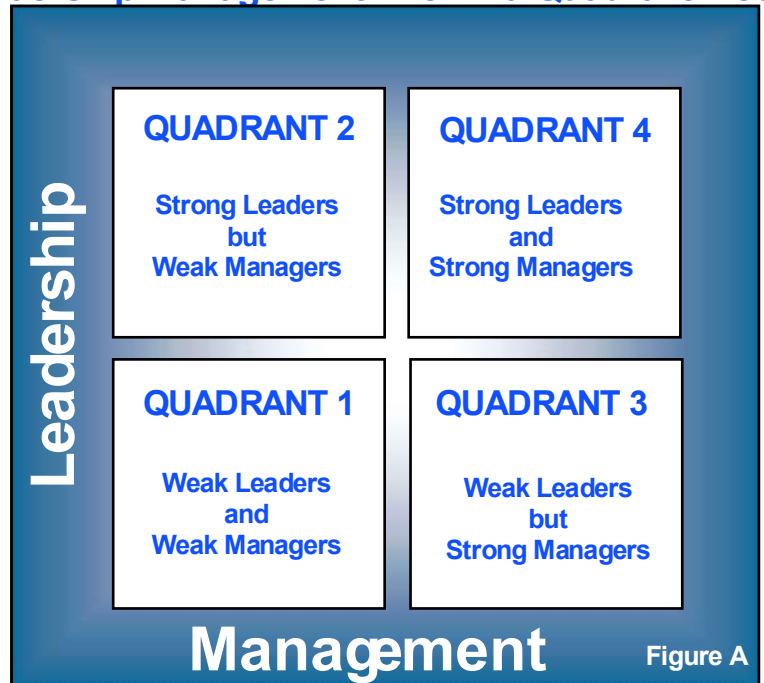 QUADRANT 2
Strong Leaders
but
Weak Managers
QUADRANT 4
Strong Leaders
and
Strong Managers
Leadership
QUADRANT 1
Weak Leaders
and
Weak Managers
QUADRANT 3
Weak Leaders
but
Strong Managers
Management
Figure A